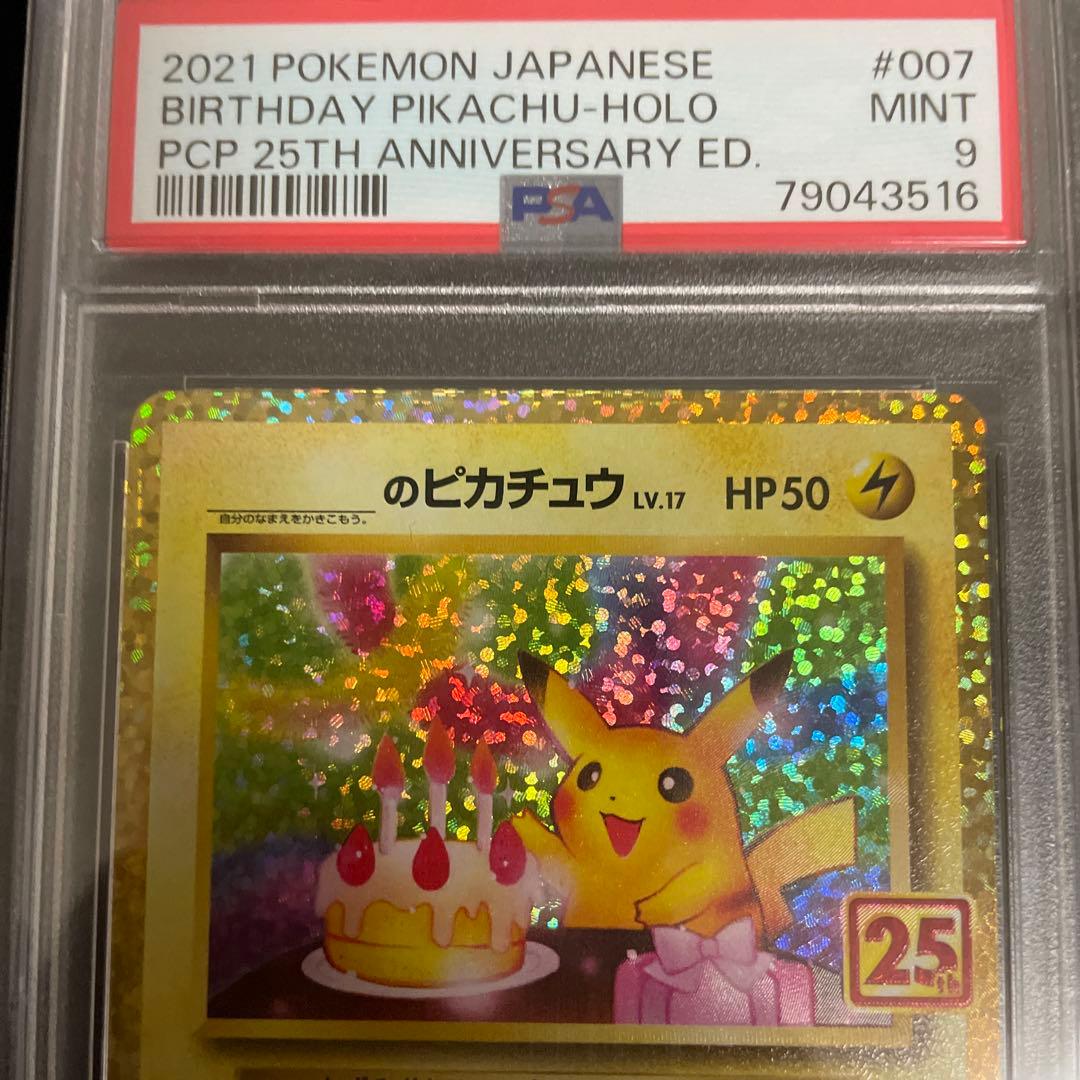 2021 POKEMON JAPANESE #007
BIRTHDAY PIKACHU-HOLO MINT
PCP 25TH ANNIVERSARY ED. 9
PSA 79043516
のピカチュウ LV.17 HP50
自分のなまえをかきこもう。
25th